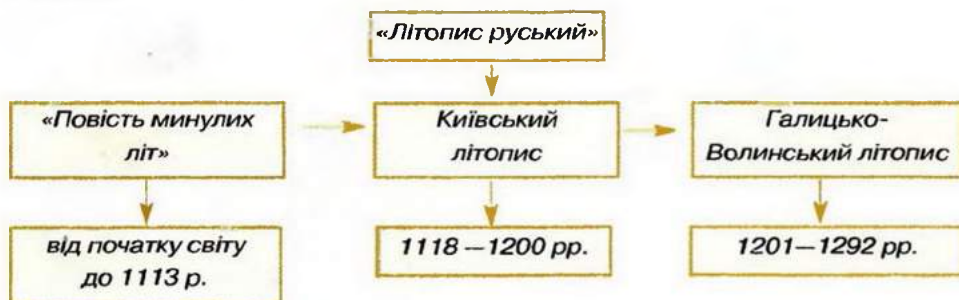 «Літопис руський»
«Повість минулих
літ»
Київський
літопис
Галицько-
Волинський літопис
від початку світу
до 1113 р.
1118—1200 рр.
1201—1292 рр.